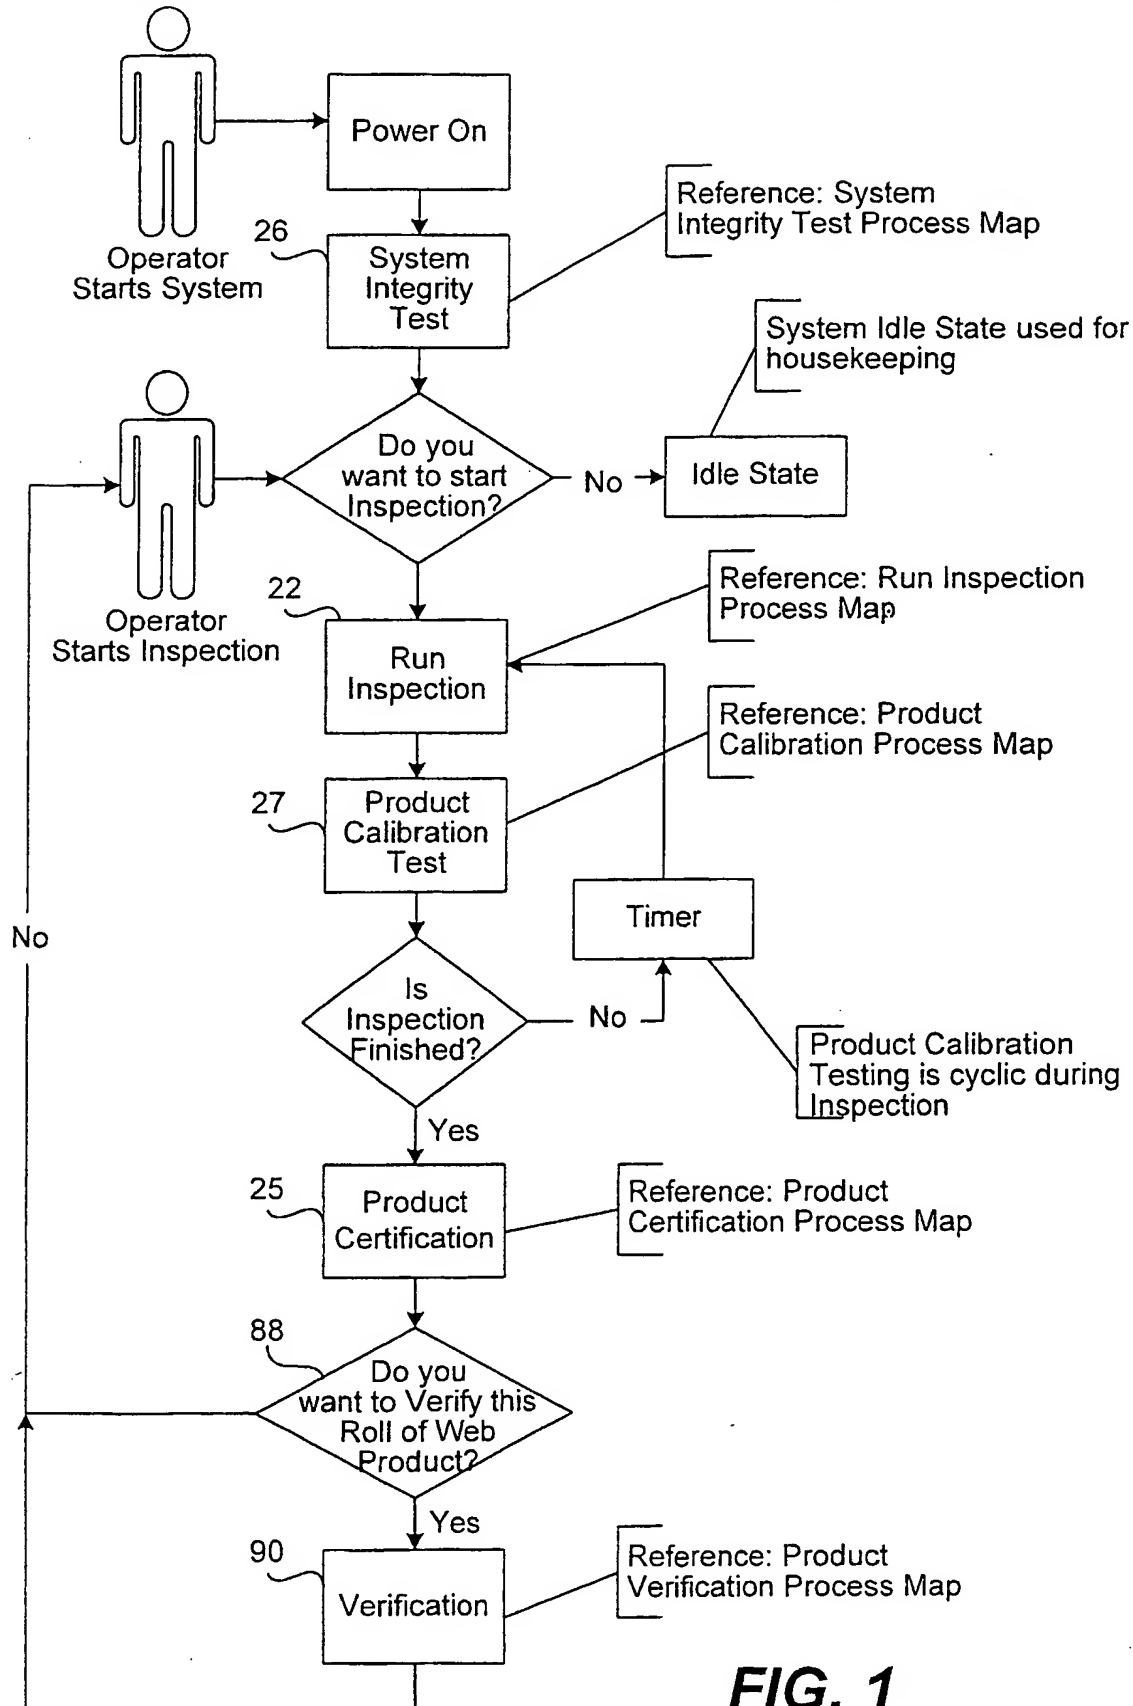 Power On
Operator
Starts System
26
System
Integrity
Test
Reference: System
Integrity Test Process Map
System Idle State used for
housekeeping
Do you
want to start
Inspection?
No
Idle State
Operator
Starts Inspection
22
Run
Inspection
Reference: Run Inspection
Process Map
27
Product
Calibration
Test
Reference: Product
Calibration Process Map
No
Timer
Is
Inspection
Finished?
No
Product Calibration
Testing is cyclic during
Inspection
Yes
25
Product
Certification
Reference: Product
Certification Process Map
88
Do you
want to Verify this
Roll of Web
Product?
Yes
90
Verification
Reference: Product
Verification Process Map
FIG. 1